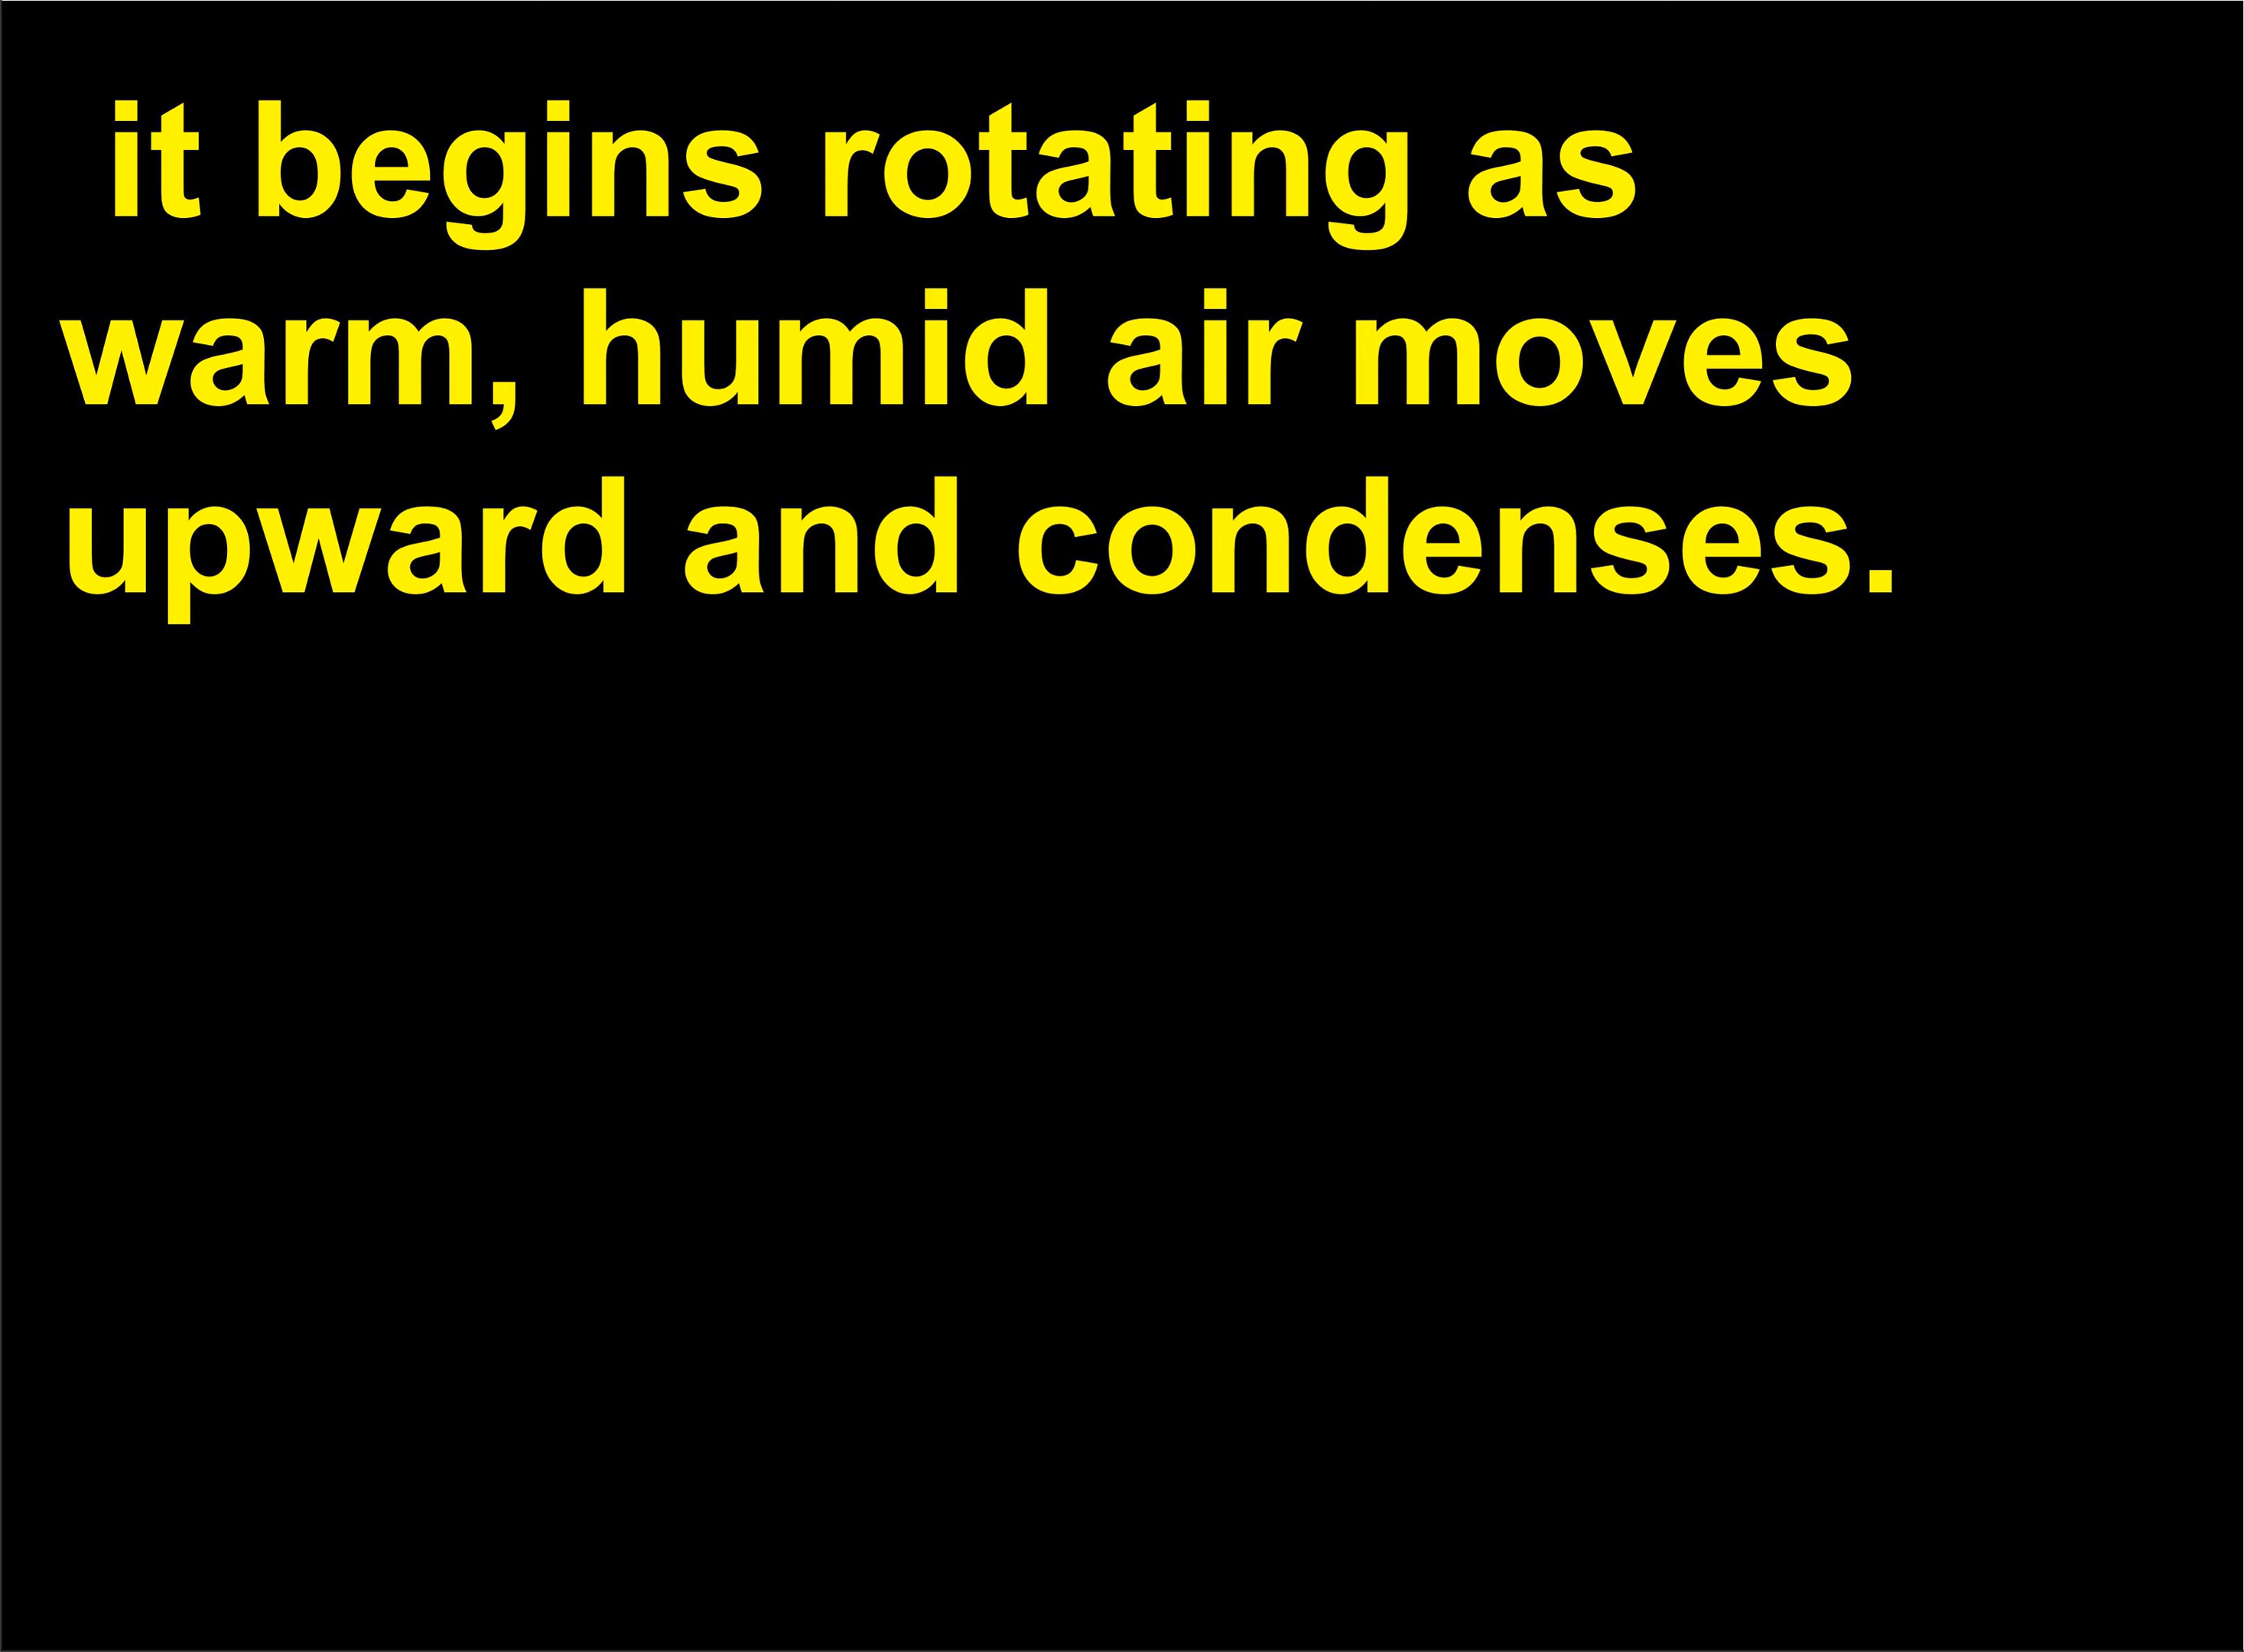 it begins rotating as
warm, humid air moves
upward and condenses.